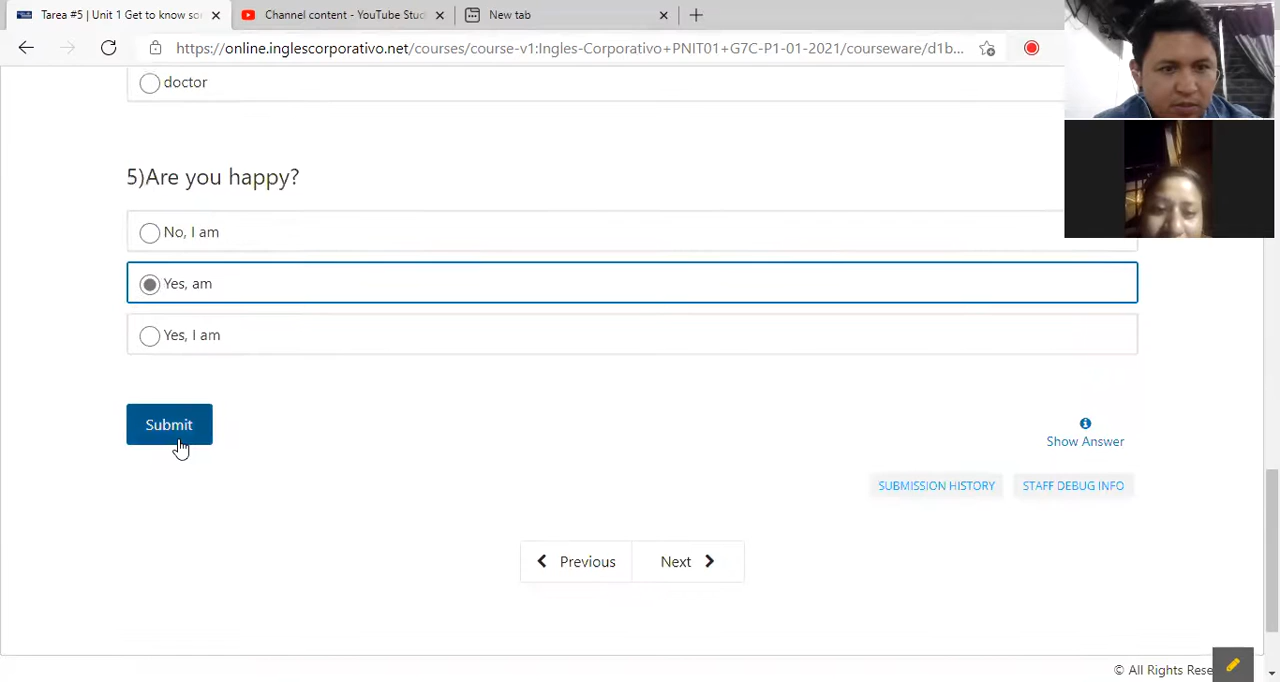 Tarea #5 | Unit 1 Get to know so
Channel content - YouTube Stud
New tab
https://online.inglescorporativo.net/courses/course-v1:Ingles-Corporativo+PNIT01+G7C-P1-01-2021/courseware/d1b...
doctor
5)Are you happy?
No, I am
Yes, am
Yes, I am
Submit
Show Answer
SUBMISSION HISTORY
STAFF DEBUG INFO
Previous
Next
© All Rights Rese